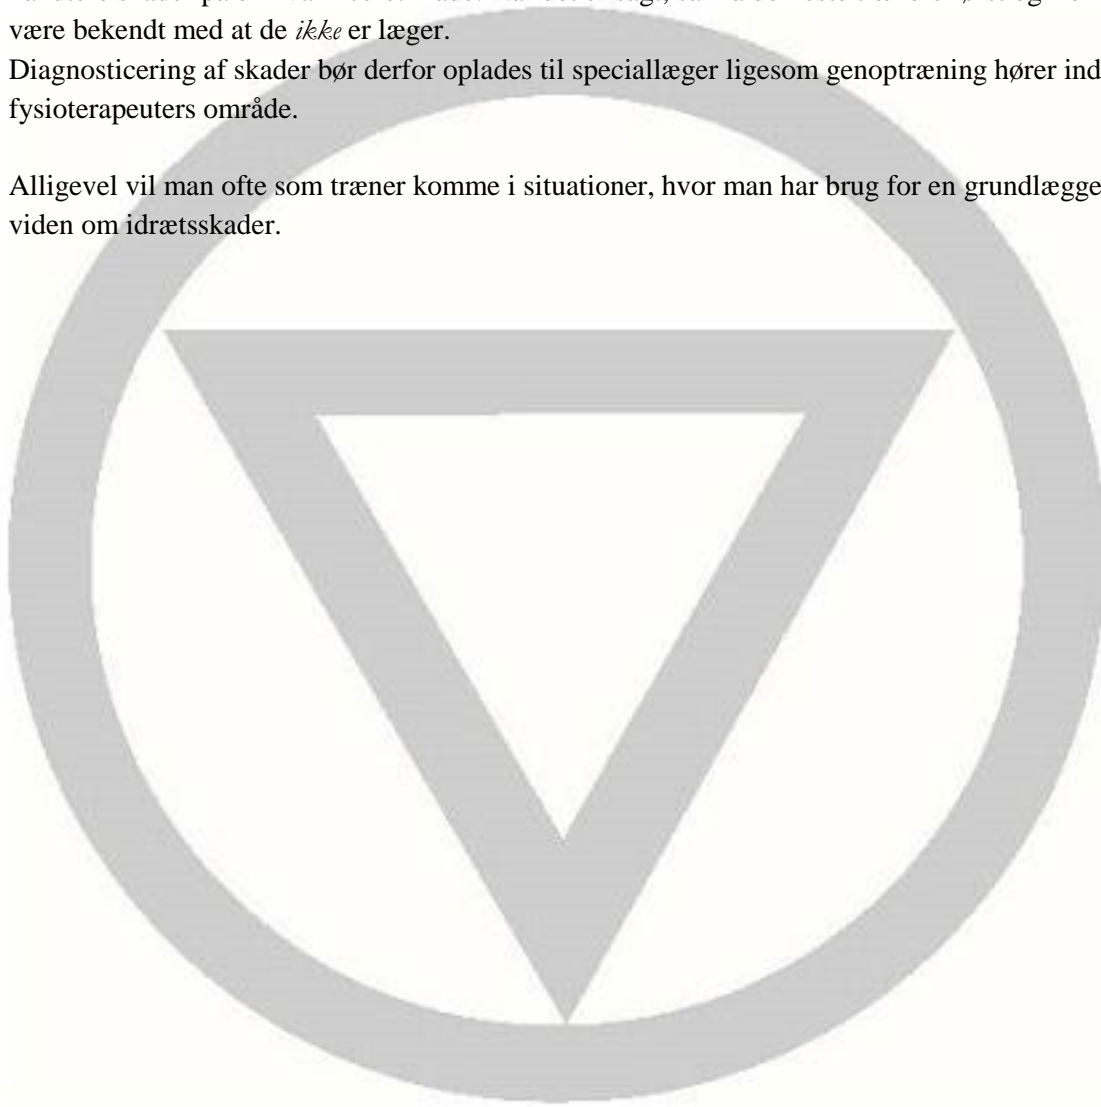 være bekendt med at de ikke er læger.
Diagnosticering af skader bør derfor oplades til speciallæger ligesom genoptræning hører ind
fysioterapeuters område.
Alligevel vil man ofte som træner komme i situationer, hvor man har brug for en grundlægge
viden om idrætsskader.